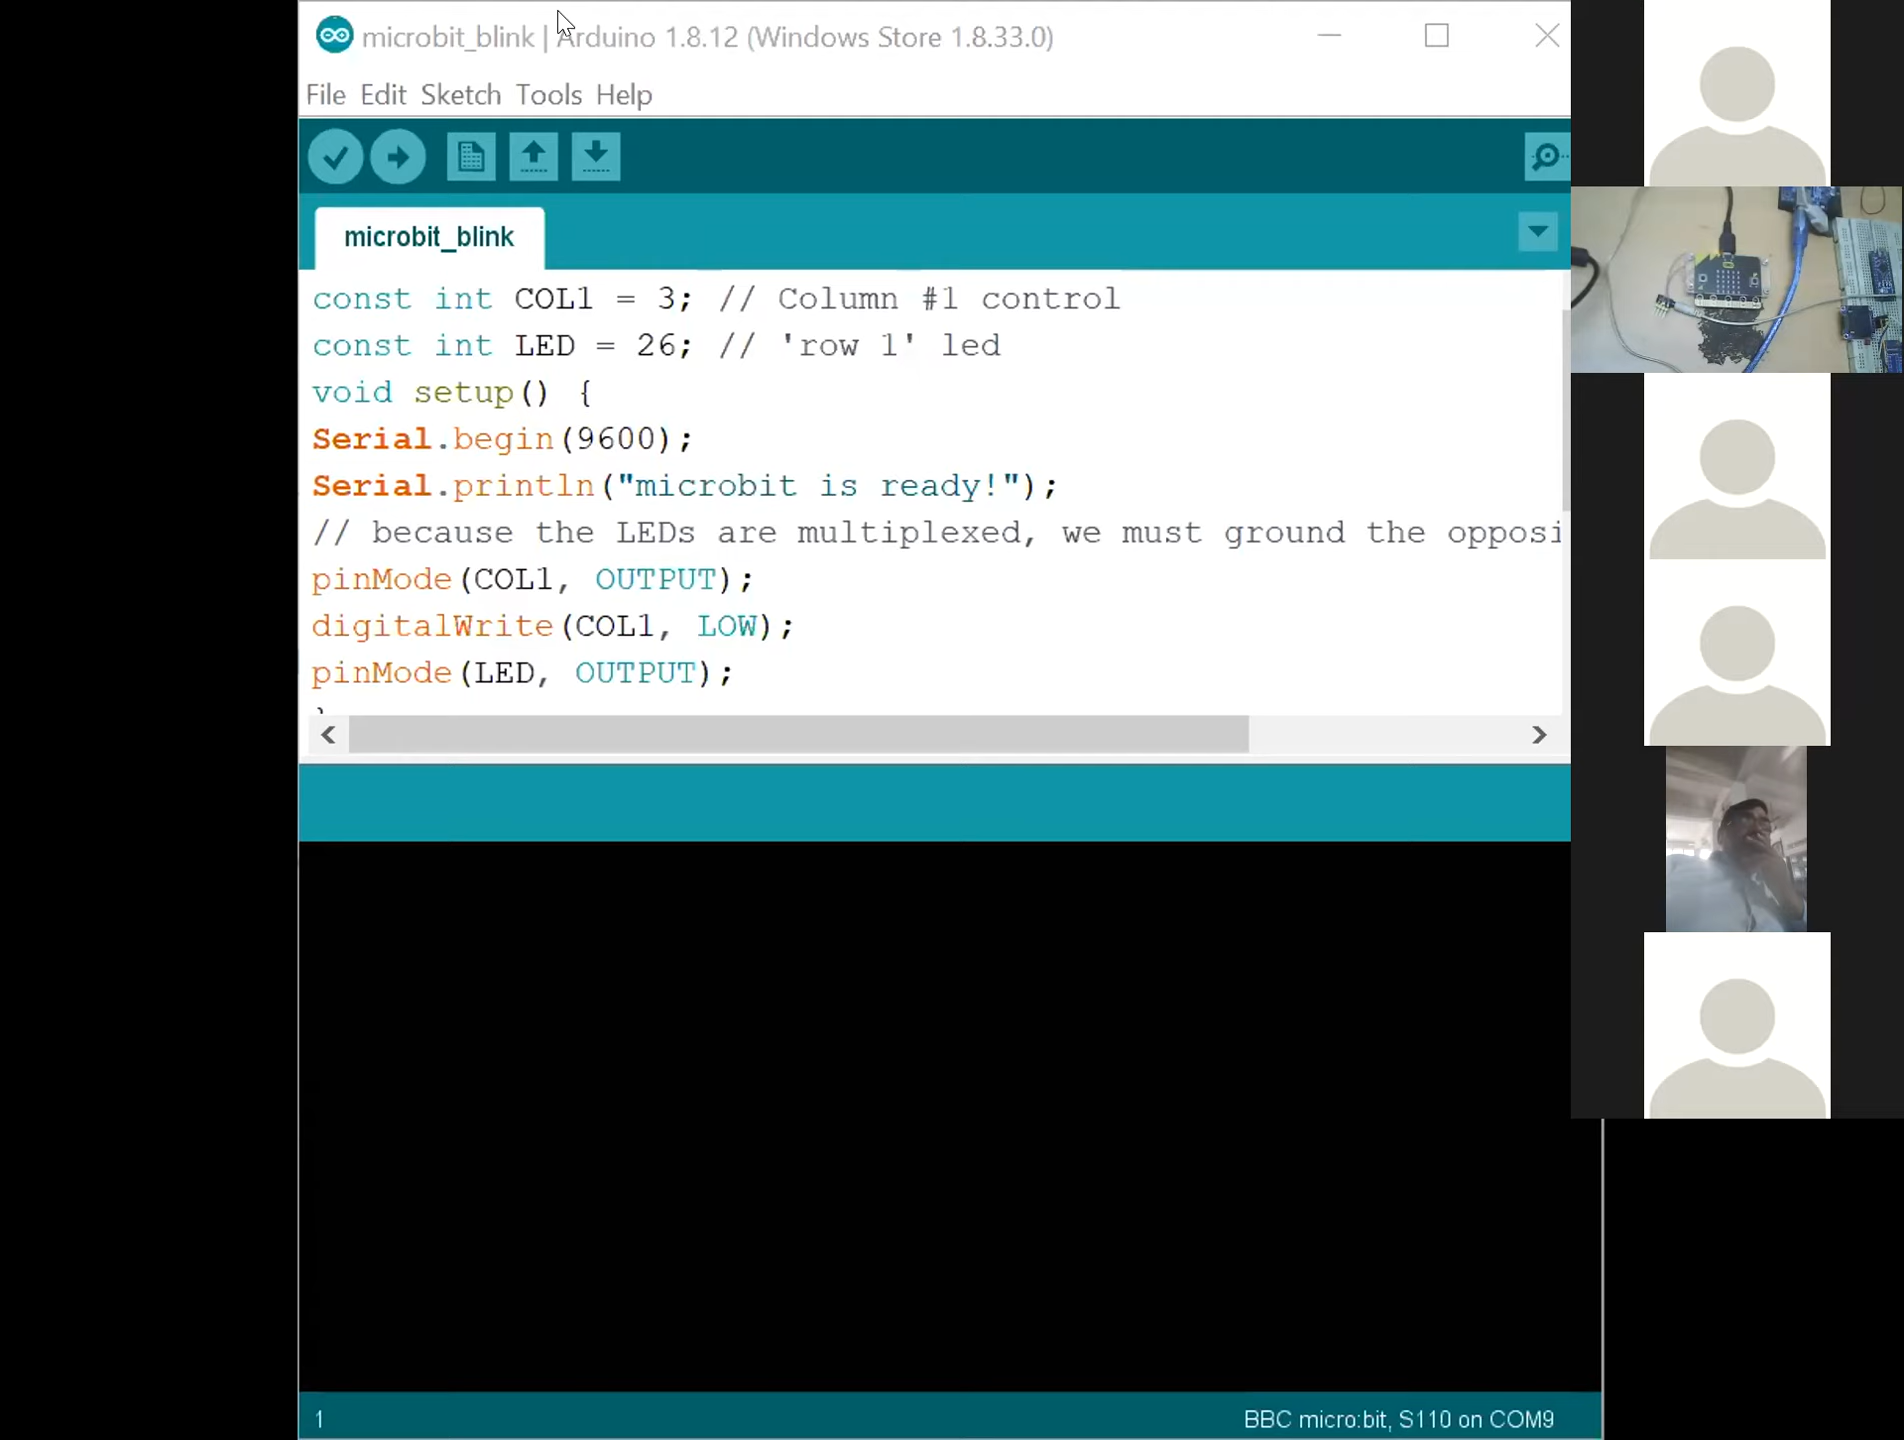 microbit_blink | Arduino 1.8.12 (Windows Store 1.8.33.0)
File Edit Sketch Tools Help
microbit_blink
const int COL1 = 3; // Column #1 control
const int LED = 26; // 'row 1' led
void setup() {
Serial.begin(9600);
Serial.println("microbit is ready!");
// because the LEDs are multiplexed, we must ground the opposi
pinMode(COL1, OUTPUT);
digitalWrite(COL1, LOW);
pinMode(LED, OUTPUT);
1
BBC micro:bit, S110 on COM9